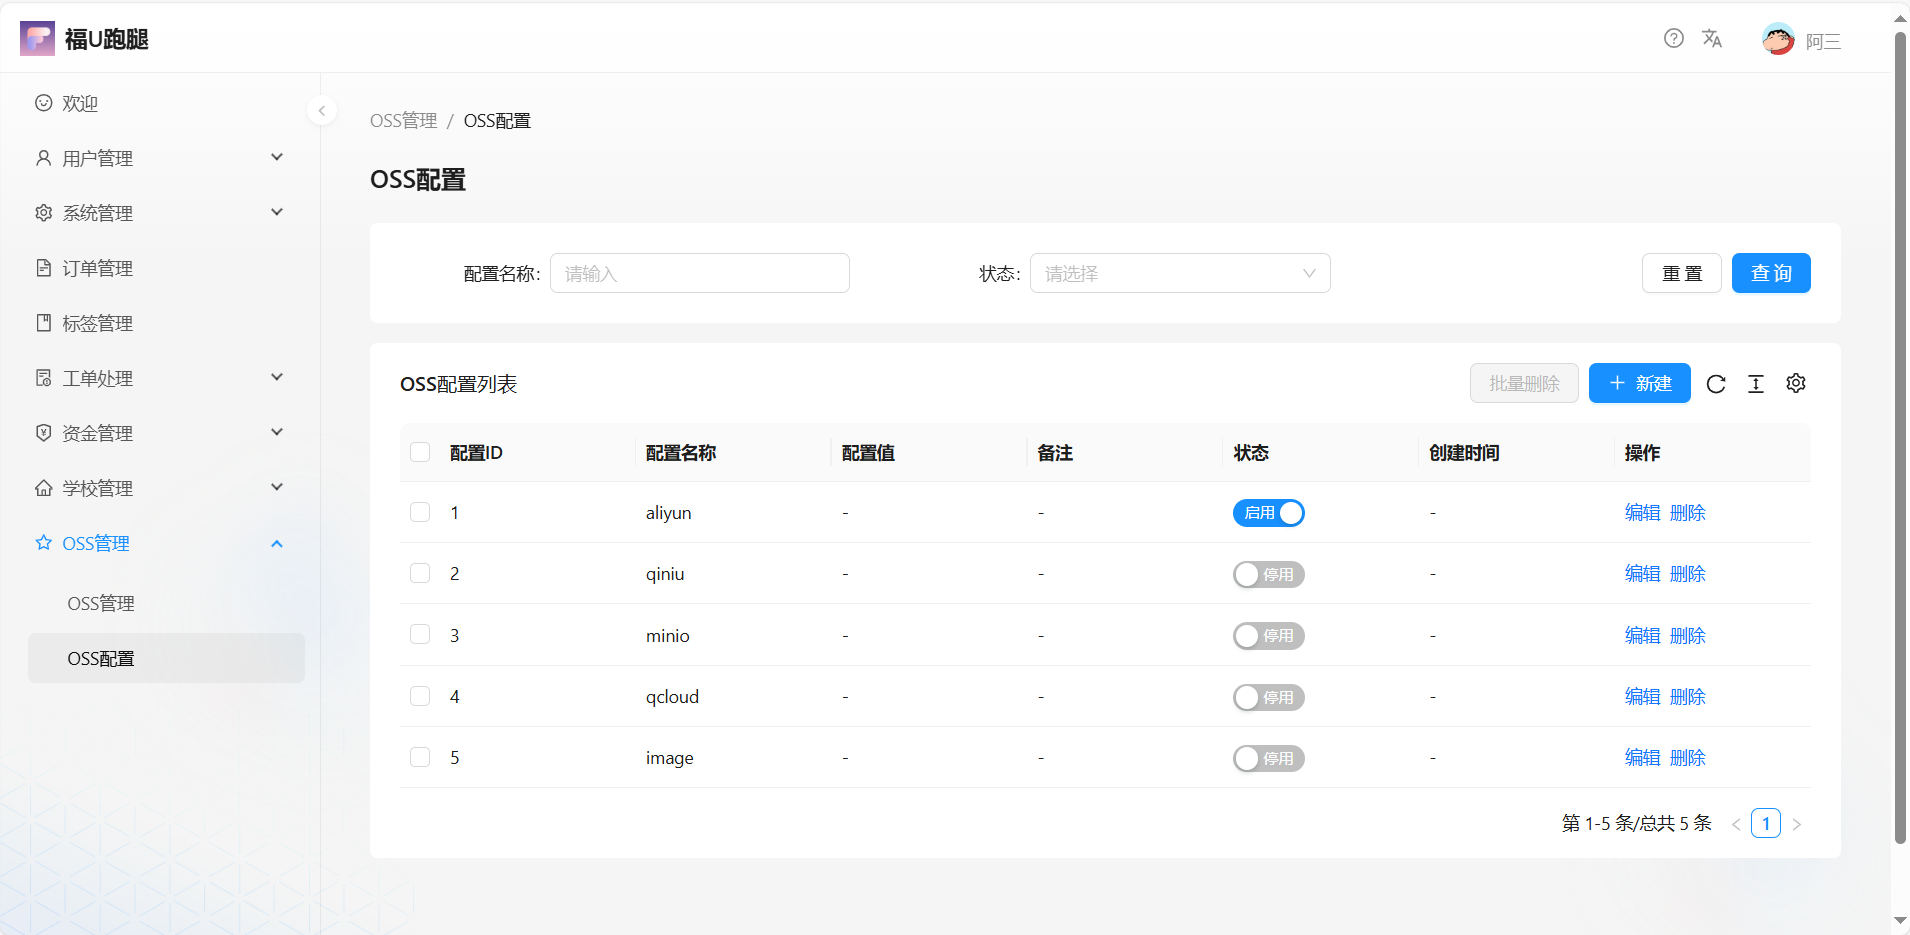 福U跑腿
阿三
欢迎
用户管理
系统管理
订单管理
标签管理
工单处理
资金管理
学校管理
OSS管理
OSS管理
OSS配置
OSS管理 / OSS配置
OSS配置
配置名称: 请输入 状态: 请选择 重 置 查 询
OSS配置列表 批量删除 新建
配置ID 配置名称 配置值 备注 状态 创建时间 操作
1 aliyun - - 启用 - 编辑 删除
2 qiniu - - 停用 - 编辑 删除
3 minio - - 停用 - 编辑 删除
4 qcloud - - 停用 - 编辑 删除
5 image - - 停用 - 编辑 删除
第 1-5 条/总共 5 条 < 1 >